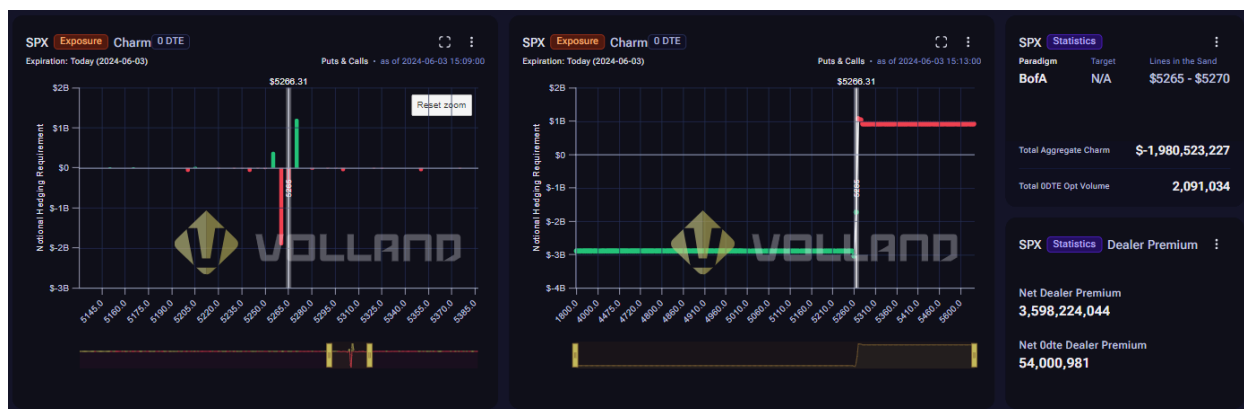 SPX Exposure Charm 0 DTE
Expiration: Today (2024-06-03)
Puts & Calls • as of 2024-06-03 15:09:00
$5266.31
Reset zoom
Notional Hedging Requirement
$2B
$1B
$0
$-1B
$-2B
$-3B
5265
VOLLAND
5145.0 5160.0 5175.0 5190.0 5205.0 5220.0 5235.0 5250.0 5265.0 5280.0 5295.0 5310.0 5325.0 5340.0 5355.0 5370.0 5385.0
SPX Exposure Charm 0 DTE
Expiration: Today (2024-06-03)
Puts & Calls • as of 2024-06-03 15:13:00
$5266.31
Notional Hedging Requirement
$2B
$1B
$0
$-1B
$-2B
$-3B
$-4B
5265
VOLLAND
1800.0 4000.0 4475.0 4720.0 4800.0 4860.0 4910.0 4960.0 5010.0 5060.0 5110.0 5160.0 5210.0 5260.0 5310.0 5360.0 5410.0 5460.0 5600.0
SPX Statistics
Paradigm Target Lines in the Sand
BofA N/A $5265 - $5270
Total Aggregate Charm $-1,980,523,227
Total 0DTE Opt Volume 2,091,034
SPX Statistics Dealer Premium
Net Dealer Premium
3,598,224,044
Net 0dte Dealer Premium
54,000,981